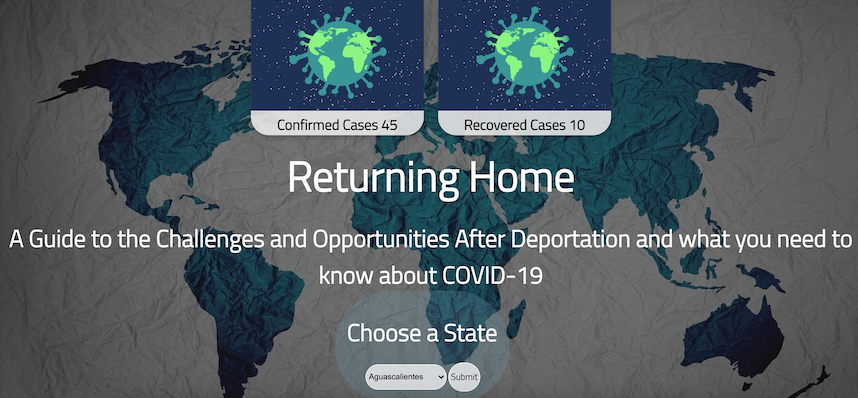 Confirmed Cases 45
Recovered Cases 10
Returning Home
A Guide to the Challenges and Opportunities After Deportation and what you need to
know about COVID-19
Choose a State
Aguascalientes
Submit